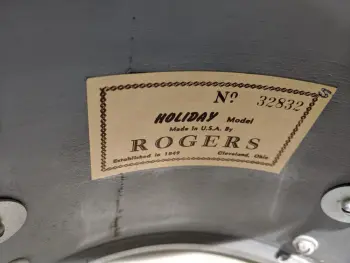 Nº 32832
HOLIDAY Model
Made in U.S.A. By
ROGERS
Established in 1849 Cleveland, Ohio